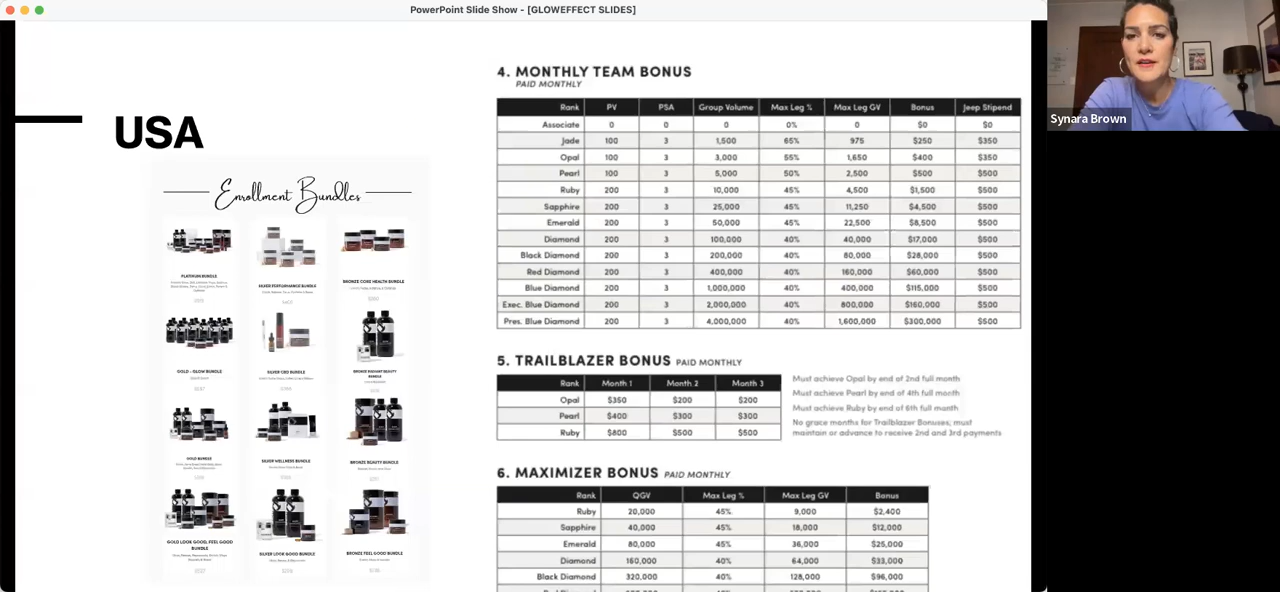 PowerPoint Slide Show - [GLOWEFFECT SLIDES]
Synara Brown
USA
Enrollment Bundles
PLATINUM BUNDLE
SILVER PERFORMANCE BUNDLE
BRONZE CORE HEALTH BUNDLE
GOLD - GLOW BUNDLE
SILVER CBD BUNDLE
BRONZE RADIANT BEAUTY
BUNDLE
GOLD BUNDLE
SILVER WELLNESS BUNDLE
BRONZE BEAUTY BUNDLE
GOLD LOOK GOOD, FEEL GOOD
BUNDLE
SILVER LOOK GOOD BUNDLE
BRONZE FEEL GOOD BUNDLE
4. MONTHLY TEAM BONUS
PAID MONTHLY
Rank PV PSA Group Volume Max Leg % Max Leg GV Bonus Jeep Stipend
Associate 0 0 0 0% 0 $0 $0
Jade 100 3 1,500 65% 975 $250 $350
Opal 100 3 3,000 55% 1,650 $400 $350
Pearl 100 3 5,000 50% 2,500 $500 $500
Ruby 200 3 10,000 45% 4,500 $1,500 $500
Sapphire 200 3 25,000 45% 11,250 $4,500 $500
Emerald 200 3 50,000 45% 22,500 $8,500 $500
Diamond 200 3 100,000 40% 40,000 $17,000 $500
Black Diamond 200 3 200,000 40% 80,000 $28,000 $500
Red Diamond 200 3 400,000 40% 160,000 $60,000 $500
Blue Diamond 200 3 1,000,000 40% 400,000 $115,000 $500
Exec. Blue Diamond 200 3 2,000,000 40% 800,000 $160,000 $500
Pres. Blue Diamond 200 3 4,000,000 40% 1,600,000 $300,000 $500
5. TRAILBLAZER BONUS PAID MONTHLY
Rank Month 1 Month 2 Month 3
Opal $350 $200 $200
Pearl $400 $300 $300
Ruby $800 $500 $500
Must achieve Opal by end of 2nd full month
Must achieve Pearl by end of 4th full month
Must achieve Ruby by end of 6th full month
No grace months for Trailblazer Bonuses, must
maintain or advance to receive 2nd and 3rd payments
6. MAXIMIZER BONUS PAID MONTHLY
Rank QGV Max Leg % Max Leg GV Bonus
Ruby 20,000 45% 9,000 $2,400
Sapphire 40,000 45% 18,000 $12,000
Emerald 80,000 45% 36,000 $25,000
Diamond 160,000 40% 64,000 $33,000
Black Diamond 320,000 40% 128,000 $96,000